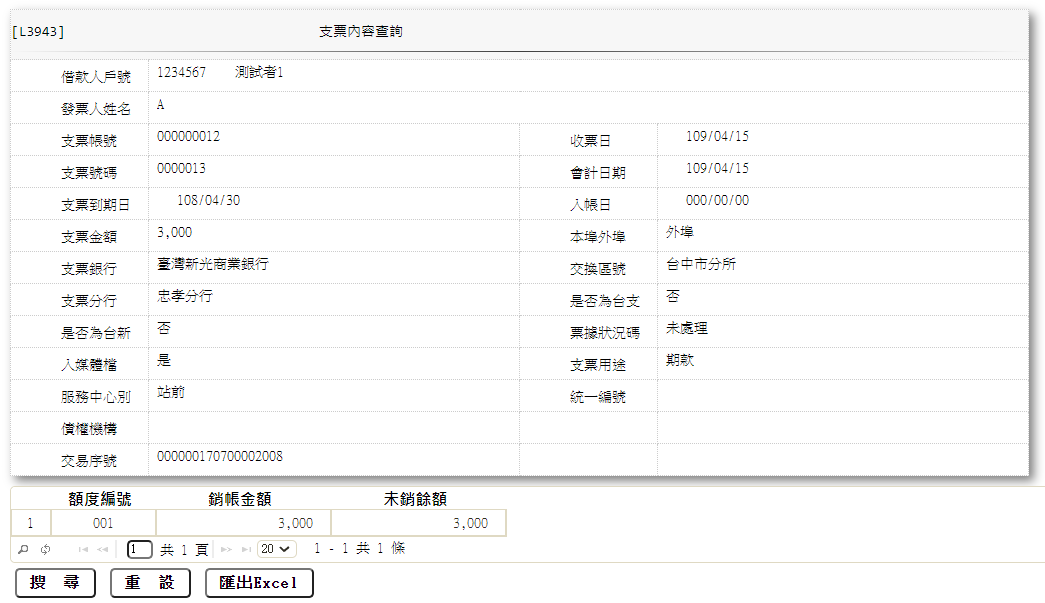 [L3943] 支票內容查詢
借款人戶號 1234567 測試者1
發票人姓名 A
支票帳號 000000012 收票日 109/04/15
支票號碼 0000013 會計日期 109/04/15
支票到期日 108/04/30 入帳日 000/00/00
支票金額 3,000 本埠外埠 外埠
支票銀行 臺灣新光商業銀行 交換區號 台中市分所
支票分行 忠孝分行 是否為台支 否
是否為台新 否 票據狀況碼 未處理
入媒體檔 是 支票用途 期款
服務中心別 站前 統一編號
債權機構
交易序號 000000170700002008
額度編號 銷帳金額 未銷餘額
1 001 3,000 3,000
1 共 1 頁 20 1 - 1 共 1 條
搜 尋 重 設 匯出Excel